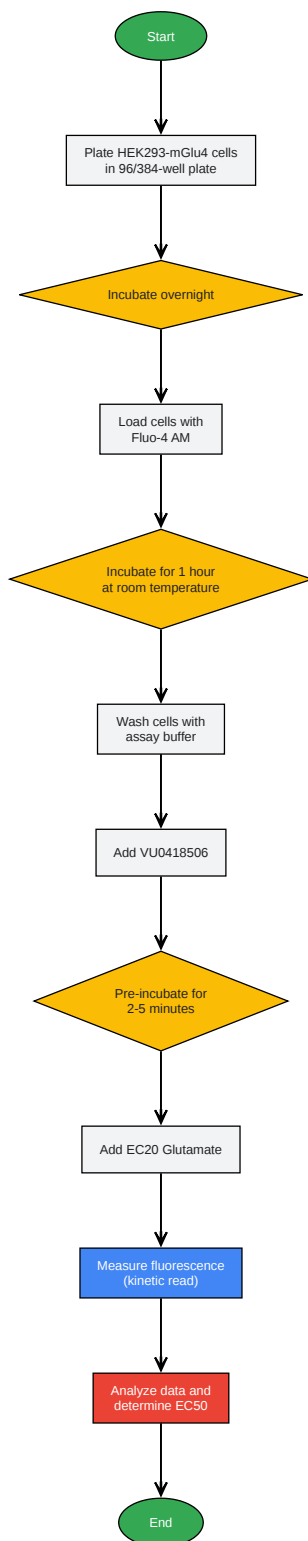 Start
Plate HEK293-mGlu4 cells
in 96/384-well plate
Incubate overnight
Load cells with
Fluo-4 AM
Incubate for 1 hour
at room temperature
Wash cells with
assay buffer
Add VU0418506
Pre-incubate for
2-5 minutes
Add EC20 Glutamate
Measure fluorescence
(kinetic read)
Analyze data and
determine EC50
End